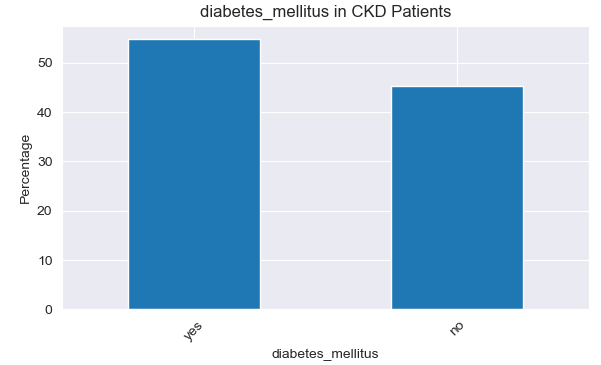 diabetes_mellitus in CKD Patients
Percentage
50
40
30
20
10
0
yes
no
diabetes_mellitus